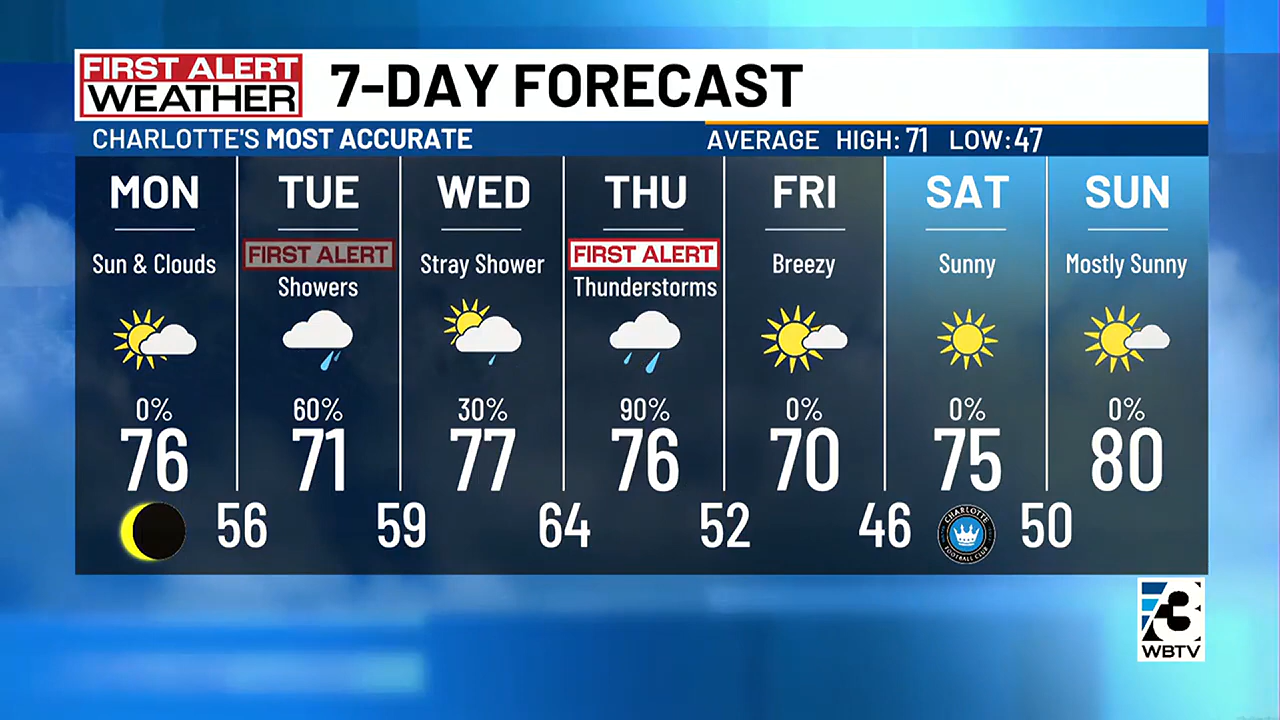 FIRST ALERT
WEATHER
7-DAY FORECAST
CHARLOTTE'S MOST ACCURATE
AVERAGE HIGH: 71 LOW:47
MON TUE WED THU FRI SAT SUN
FIRST ALERT FIRST ALERT
Sun & Clouds Stray Shower Breezy Sunny Mostly Sunny
Showers Thunderstorms
0% 60% 30% 90% 0% 0% 0%
76 71 77 76 70 75 80
56 59 64 52 46 50
CHARLOTTE
FOOTBALL CLUB
3
WBTV